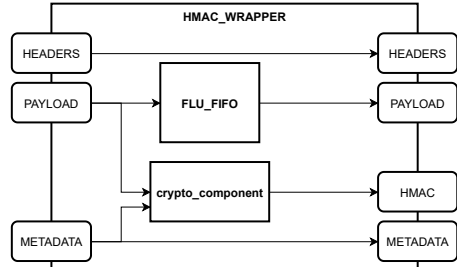 HMAC_WRAPPER
HEADERS
HEADERS
PAYLOAD
FLU_FIFO
PAYLOAD
crypto_component
HMAC
METADATA
METADATA